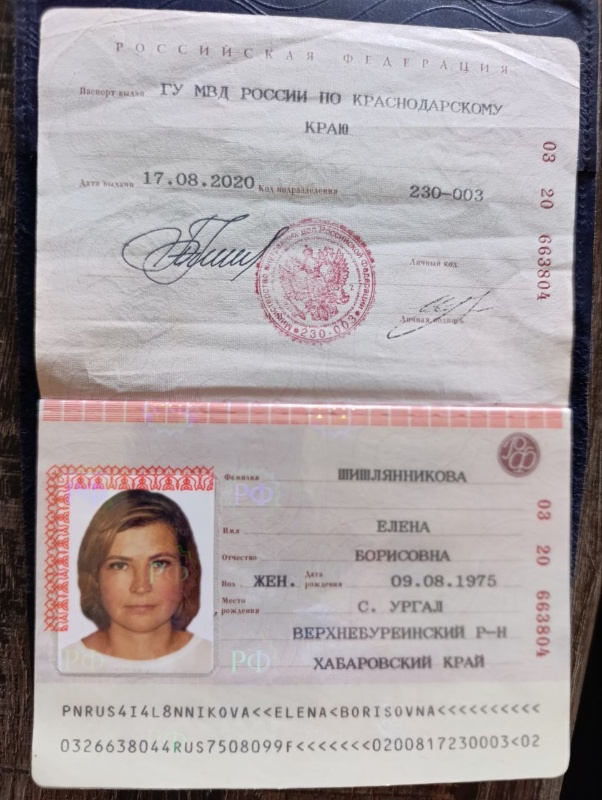 РОССИЙСКАЯ ФЕДЕРАЦИЯ
Паспорт выдан ГУ МВД РОССИИ ПО КРАСНОДАРСКОМУ
КРАЮ
Дата выдачи 17.08.2020 Код подразделения 230-003
Личный код
Личная подпись
230-003
03 20 663804
Фамилия ШИШЛЯННИКОВА
Имя ЕЛЕНА
Отчество БОРИСОВНА
Пол ЖЕН. Дата рождения 09.08.1975
Место рождения С. УРГАЛ
ВЕРХНЕБУРЕИНСКИЙ Р-Н
ХАБАРОВСКИЙ КРАЙ
03 20 663804
РФ
РФ
РФ
PNRUS4I4L8NNIKOVA<<ELENA<BORISOVNA<<<<<<<<<<
0326638044RUS7508099F<<<<<<<0200817230003<02